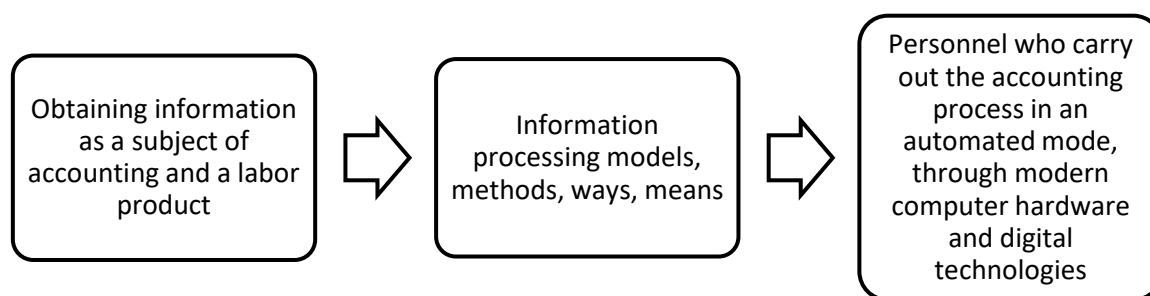 Obtaining information
as a subject of
accounting and a labor
product
Information
processing models,
methods, ways, means
Personnel who carry
out the accounting
process in an
automated mode,
through modern
computer hardware
and digital
technologies